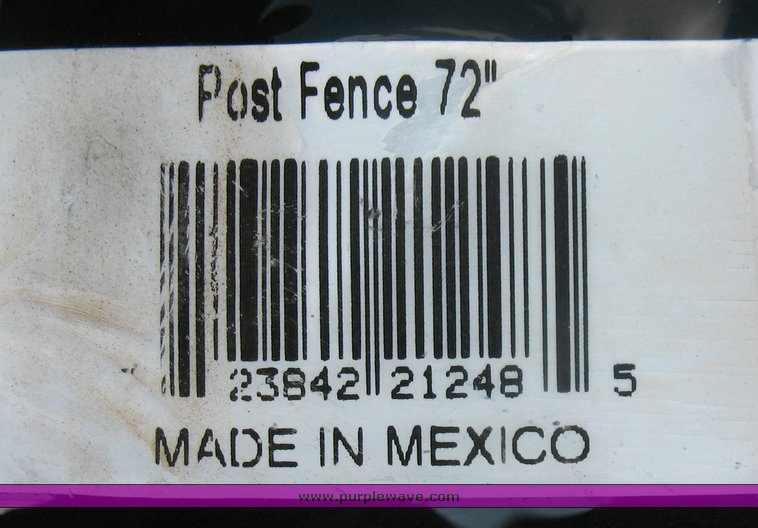 Post Fence 72"
23842 21248 5
MADE IN MEXICO
www.purplewave.com